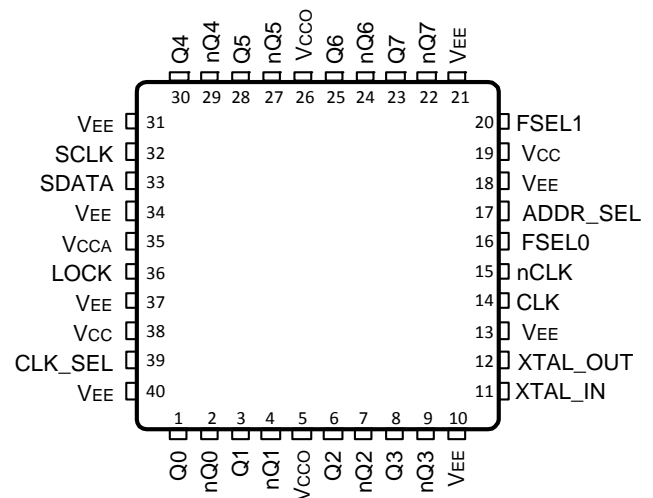 Q4 nQ4 Q5 nQ5 VCCO Q6 nQ6 Q7 nQ7 VEE
30 29 28 27 26 25 24 23 22 21
VEE 31 20 FSEL1
SCLK 32 19 VCC
SDATA 33 18 VEE
VEE 34 17 ADDR_SEL
VCCA 35 16 FSEL0
LOCK 36 15 nCLK
VEE 37 14 CLK
VCC 38 13 VEE
CLK_SEL 39 12 XTAL_OUT
VEE 40 11 XTAL_IN
1 2 3 4 5 6 7 8 9 10
Q0 nQ0 Q1 nQ1 VCCO Q2 nQ2 Q3 nQ3 VEE